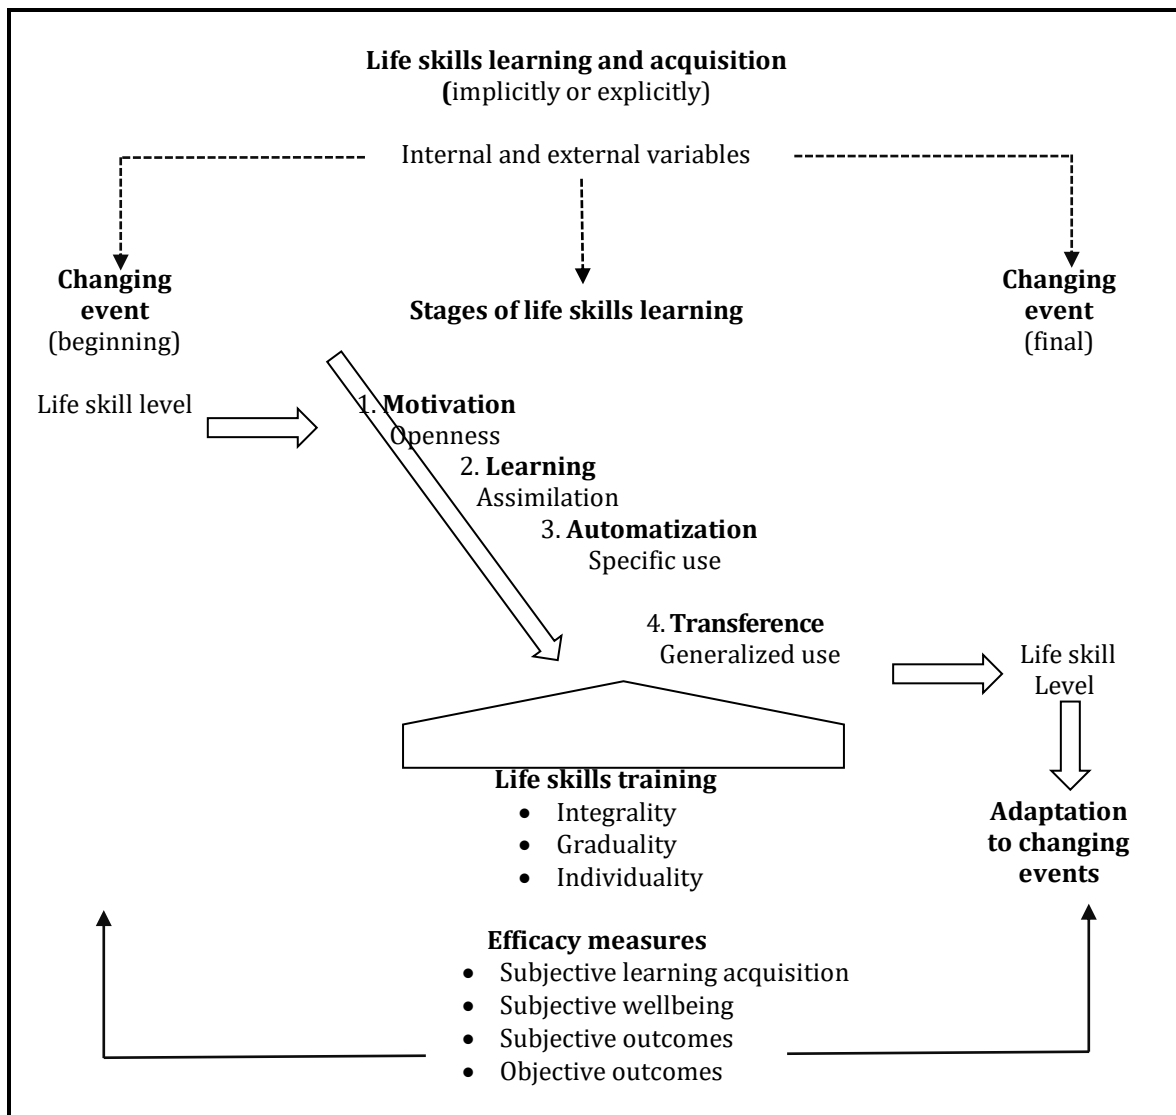 Life skills learning and acquisition
(implicitly or explicitly)
Internal and external variables
Changing
event
(beginning)
Stages of life skills learning
Changing
event
(final)
Life skill level
1. Motivation
Openness
2. Learning
Assimilation
3. Automatization
Specific use
4. Transference
Generalized use
Life skill
Level
Life skills training
• Integrality
• Graduality
• Individuality
Adaptation
to changing
events
Efficacy measures
• Subjective learning acquisition
• Subjective wellbeing
• Subjective outcomes
• Objective outcomes